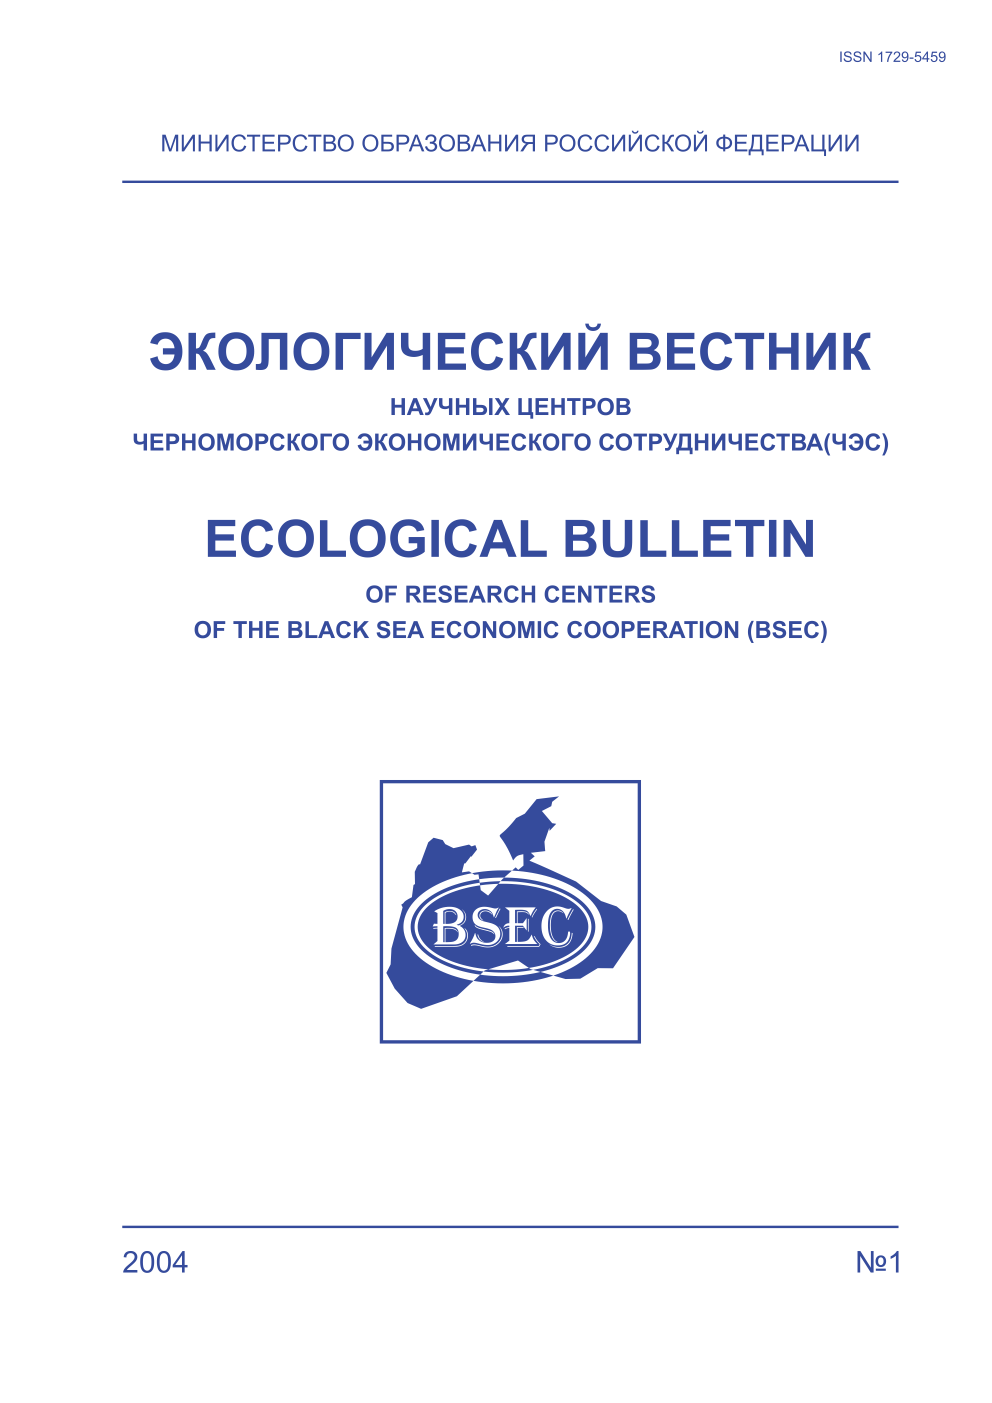 ISSN 1729-5459
МИНИСТЕРСТВО ОБРАЗОВАНИЯ РОССИЙСКОЙ ФЕДЕРАЦИИ
ЭКОЛОГИЧЕСКИЙ ВЕСТНИК
НАУЧНЫХ ЦЕНТРОВ
ЧЕРНОМОРСКОГО ЭКОНОМИЧЕСКОГО СОТРУДНИЧЕСТВА(ЧЭС)
ECOLOGICAL BULLETIN
OF RESEARCH CENTERS
OF THE BLACK SEA ECONOMIC COOPERATION (BSEC)
BSEC
2004 №1